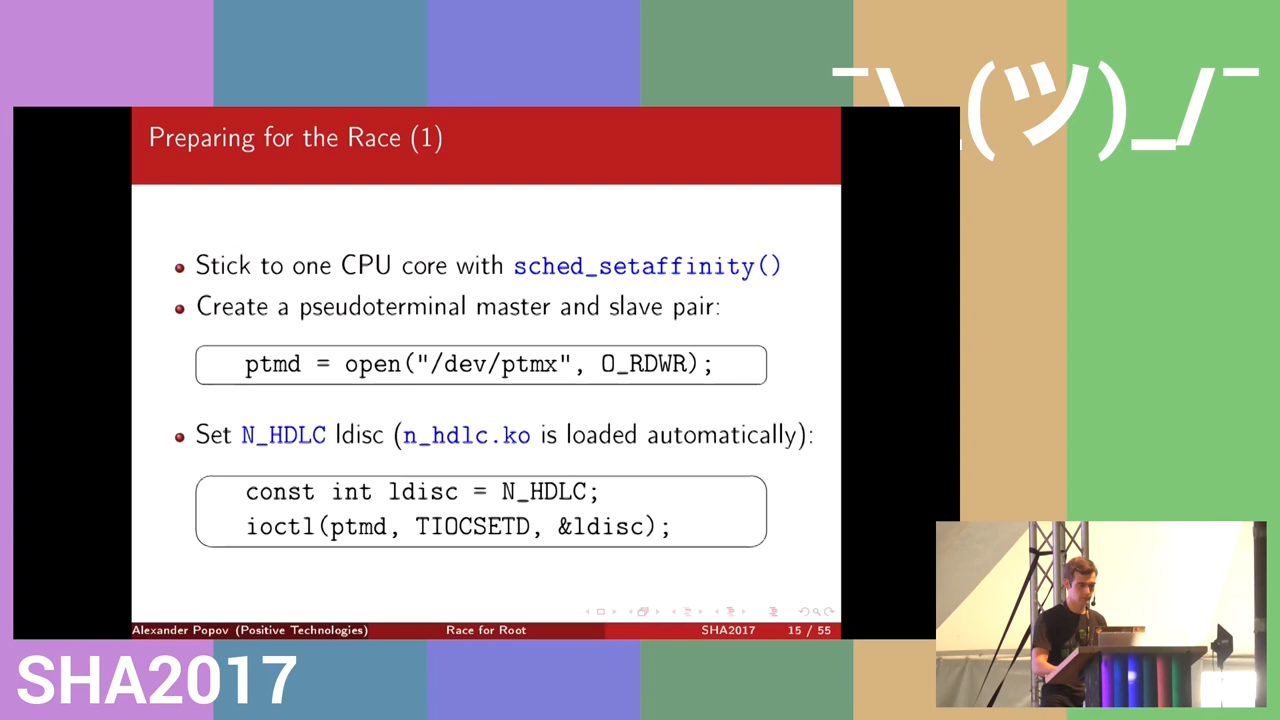 ¯\_(ツ)_/¯
Preparing for the Race (1)
Stick to one CPU core with sched_setaffinity()
Create a pseudoterminal master and slave pair:
ptmd = open("/dev/ptmx", O_RDWR);
Set N_HDLC ldisc (n_hdlc.ko is loaded automatically):
const int ldisc = N_HDLC;
ioctl(ptmd, TIOCSETD, &ldisc);
Alexander Popov (Positive Technologies) Race for Root SHA2017 15 / 55
SHA2017